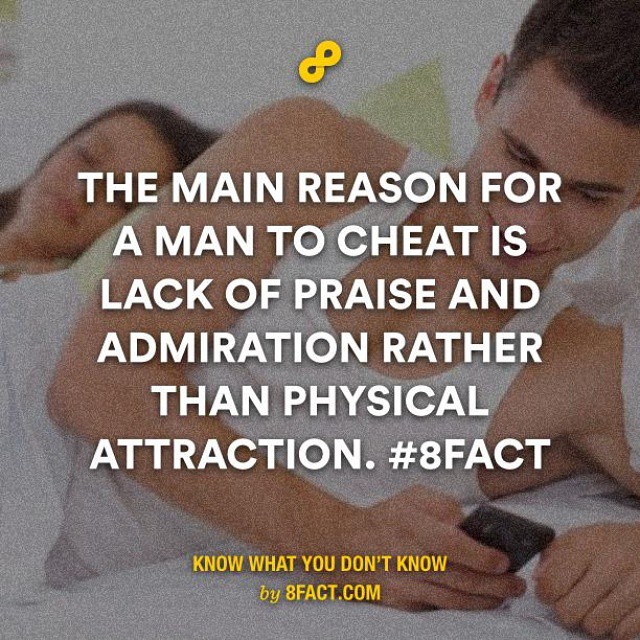 THE MAIN REASON FOR
A MAN TO CHEAT IS
LACK OF PRAISE AND
ADMIRATION RATHER
THAN PHYSICAL
ATTRACTION. #8FACT
KNOW WHAT YOU DON'T KNOW
by 8FACT.COM